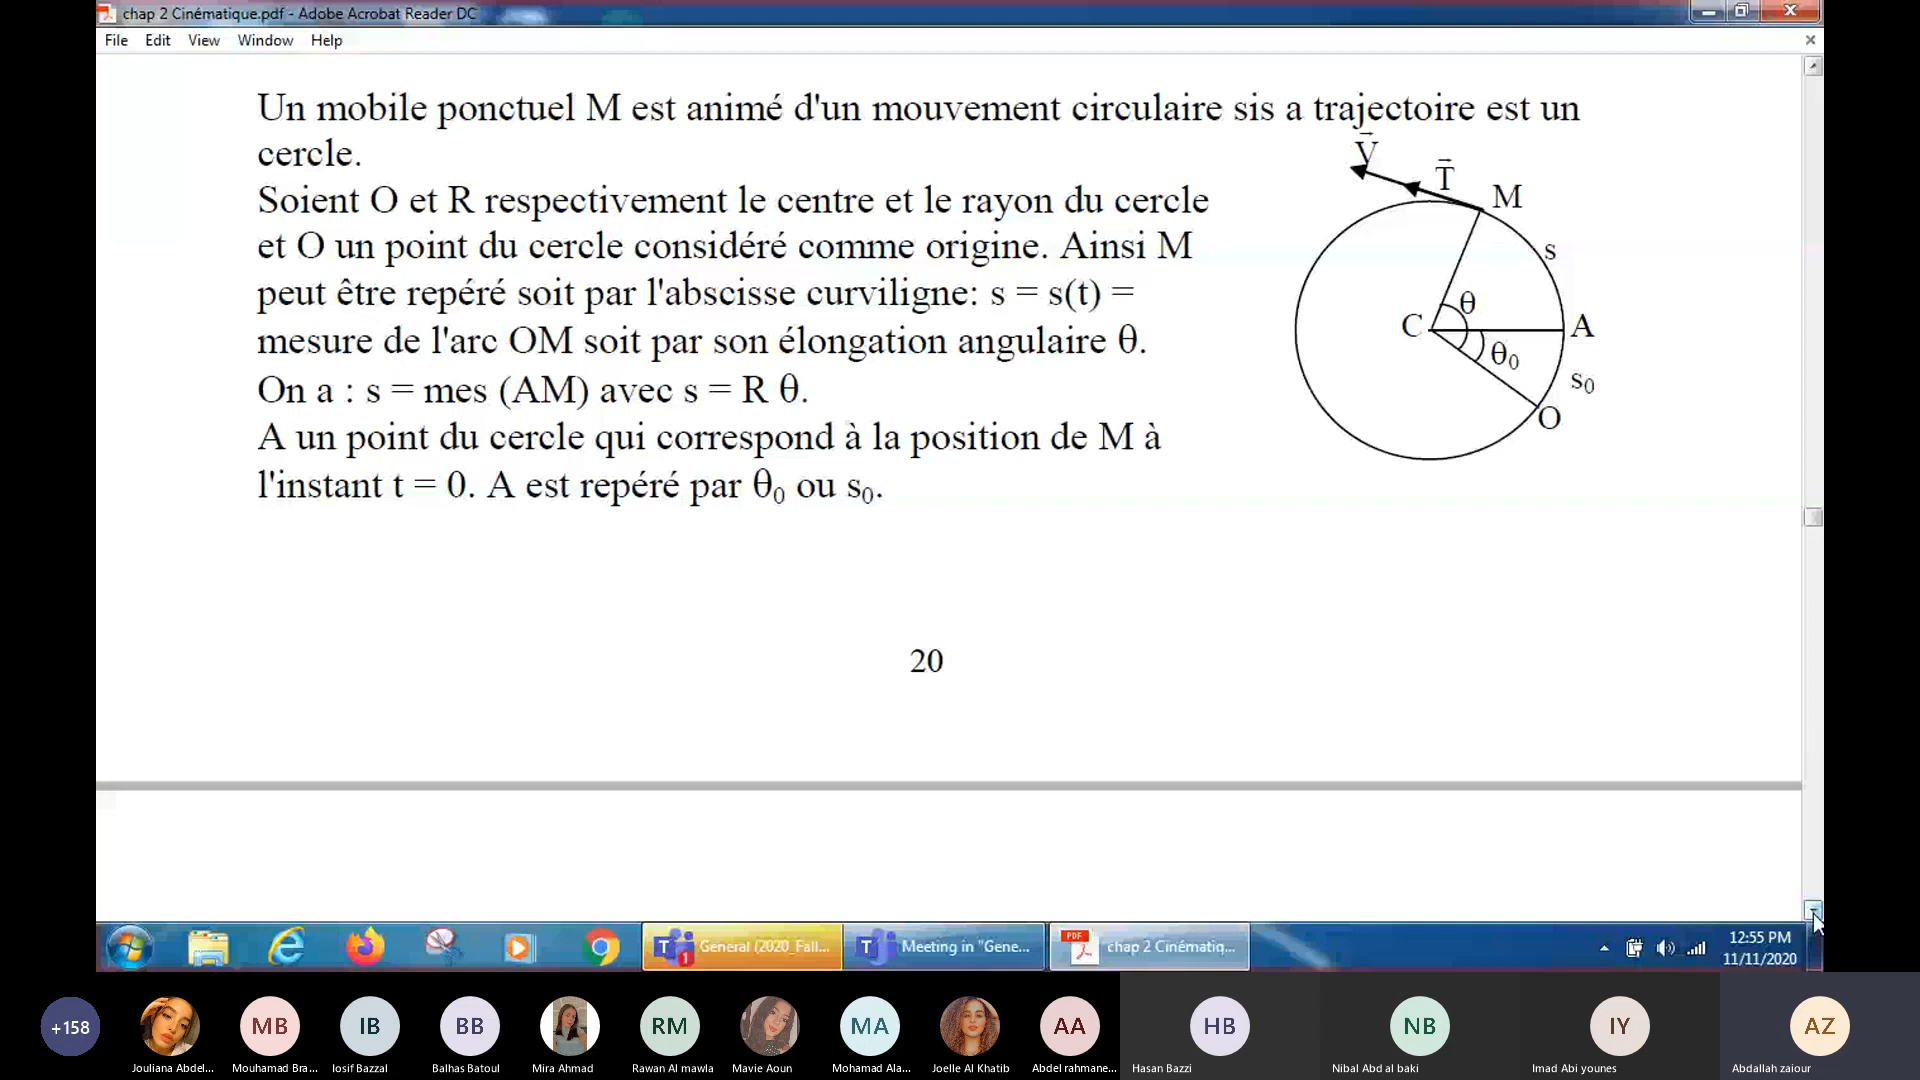 chap 2 Cinématique.pdf - Adobe Acrobat Reader DC
File Edit View Window Help
Un mobile ponctuel M est animé d'un mouvement circulaire sis a trajectoire est un
cercle.
Soient O et R respectivement le centre et le rayon du cercle
et O un point du cercle considéré comme origine. Ainsi M
peut être repéré soit par l'abscisse curviligne: s = s(t) =
mesure de l'arc OM soit par son élongation angulaire θ.
On a : s = mes (AM) avec s = R θ.
A un point du cercle qui correspond à la position de M à
l'instant t = 0. A est repéré par θ₀ ou s₀.
V⃗
T⃗
M
s
θ
C
A
θ₀
s₀
O
20
General (2020_Fall...
Meeting in "Gene...
chap 2 Cinématiq...
12:55 PM
11/11/2020
+158
MB IB BB RM MA AA HB NB IY AZ
Jouliana Abdel... Mouhamad Bra... Iosif Bazzal Balhas Batoul Mira Ahmad Rawan Al mawla Mavie Aoun Mohamad Ala... Joelle Al Khatib Abdel rahmane... Hasan Bazzi Nibal Abd al baki Imad Abi younes Abdallah zaiour